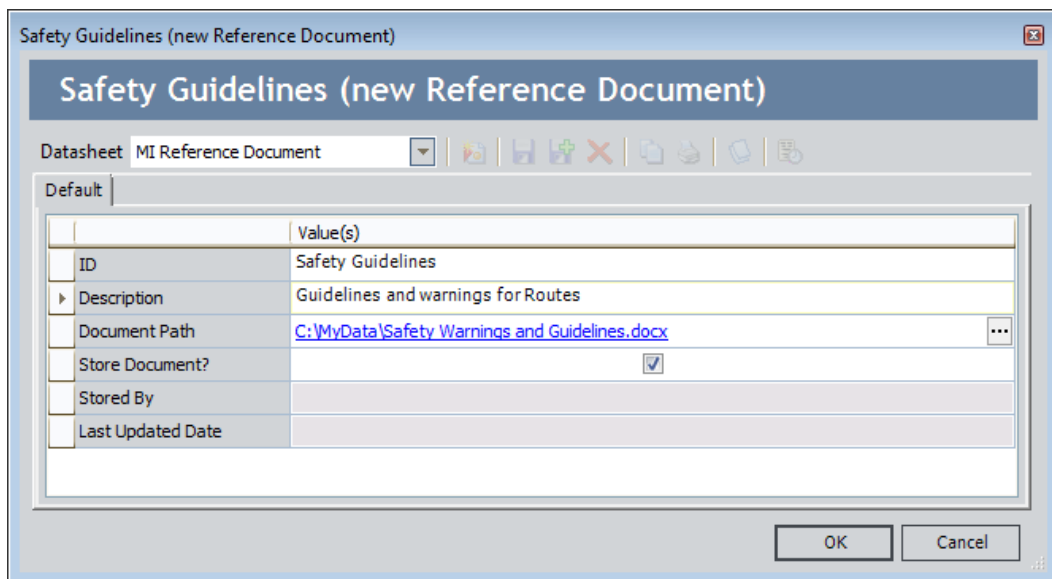 Safety Guidelines (new Reference Document)
Safety Guidelines (new Reference Document)
Datasheet MI Reference Document
Default
Value(s)
ID Safety Guidelines
Description Guidelines and warnings for Routes
Document Path C:\MyData\Safety Warnings and Guidelines.docx ...
Store Document?
Stored By
Last Updated Date
OK Cancel